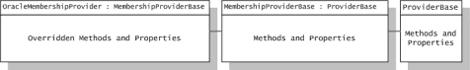 OracleMembershipProvider : MembershipProviderBase
Overridden Methods and Properties
MembershipProviderBase : ProviderBase
Methods and Properties
ProviderBase
Methods and
Properties